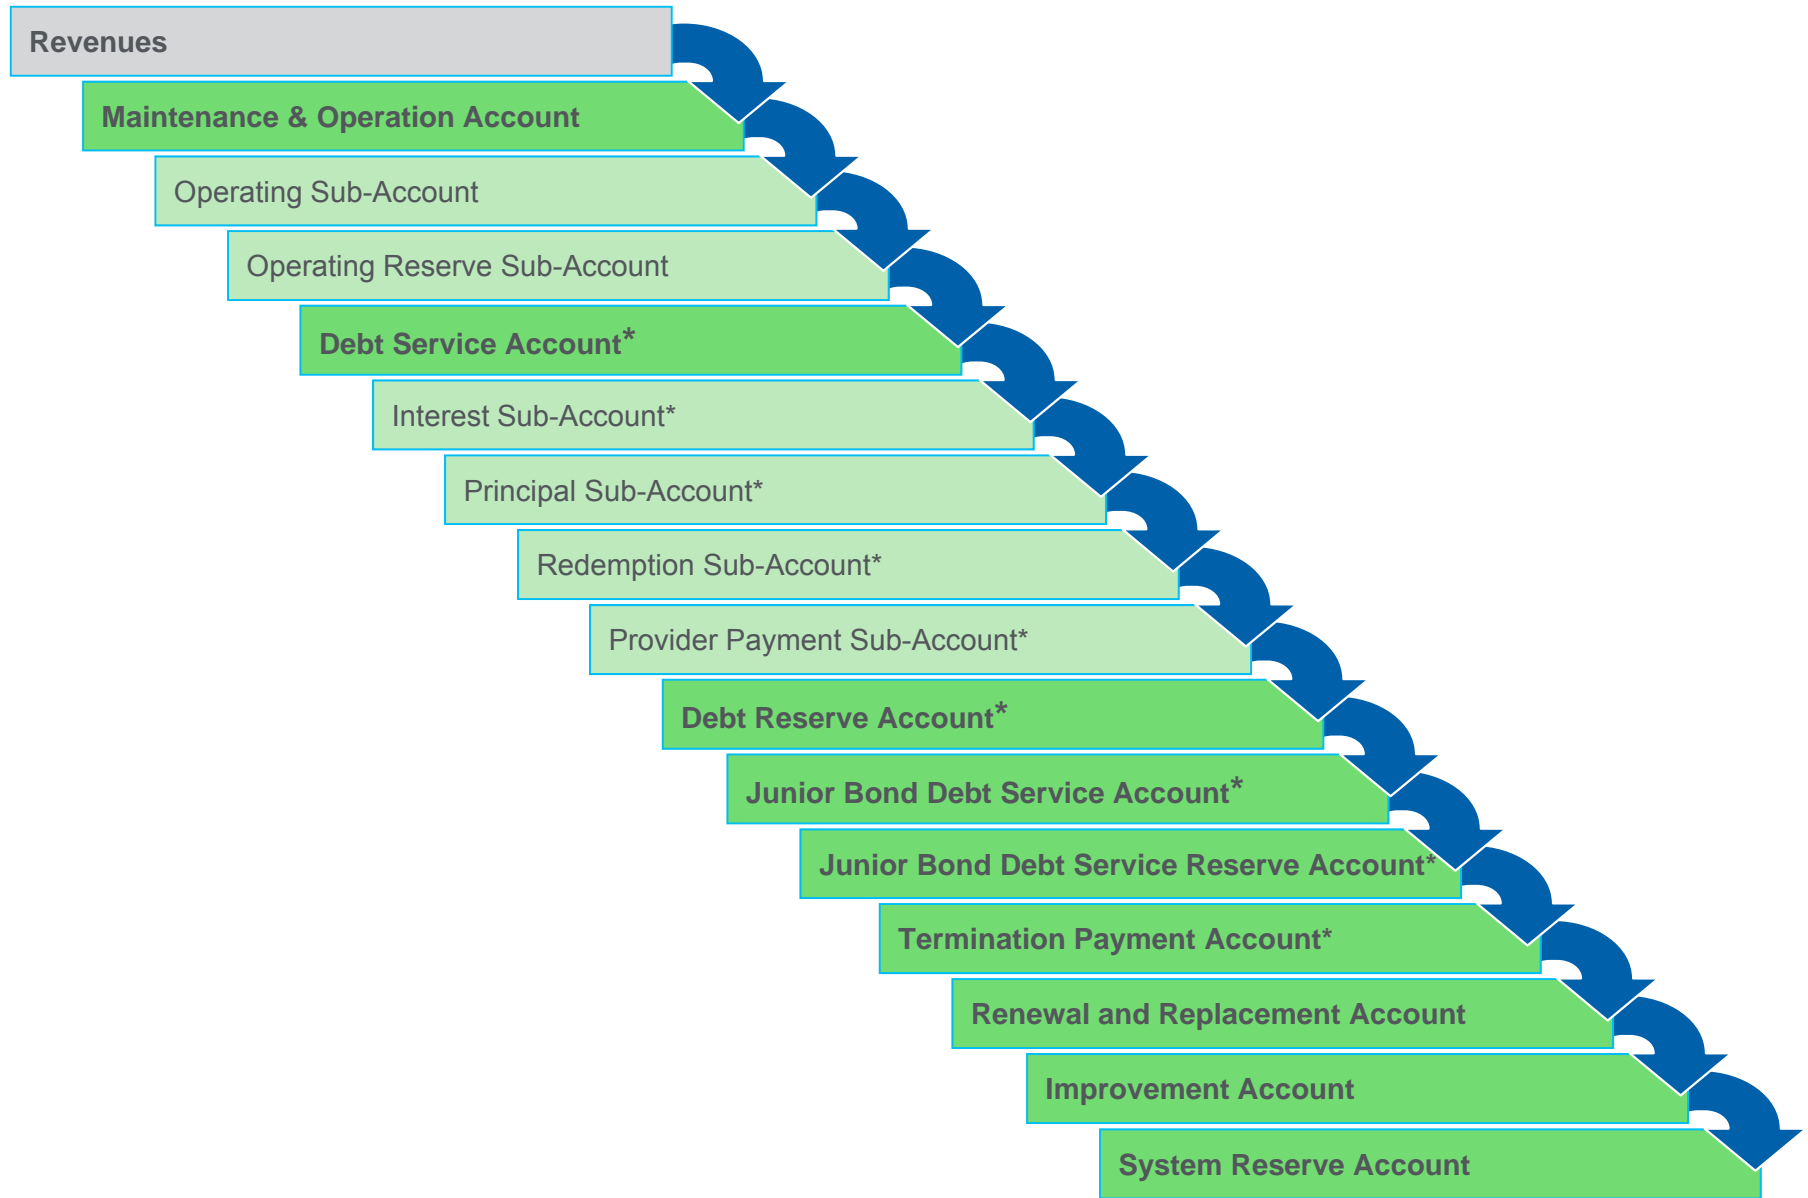 Revenues
Maintenance & Operation Account
Operating Sub-Account
Operating Reserve Sub-Account
Debt Service Account*
Interest Sub-Account*
Principal Sub-Account*
Redemption Sub-Account*
Provider Payment Sub-Account*
Debt Reserve Account*
Junior Bond Debt Service Account*
Junior Bond Debt Service Reserve Account*
Termination Payment Account*
Renewal and Replacement Account
Improvement Account
System Reserve Account